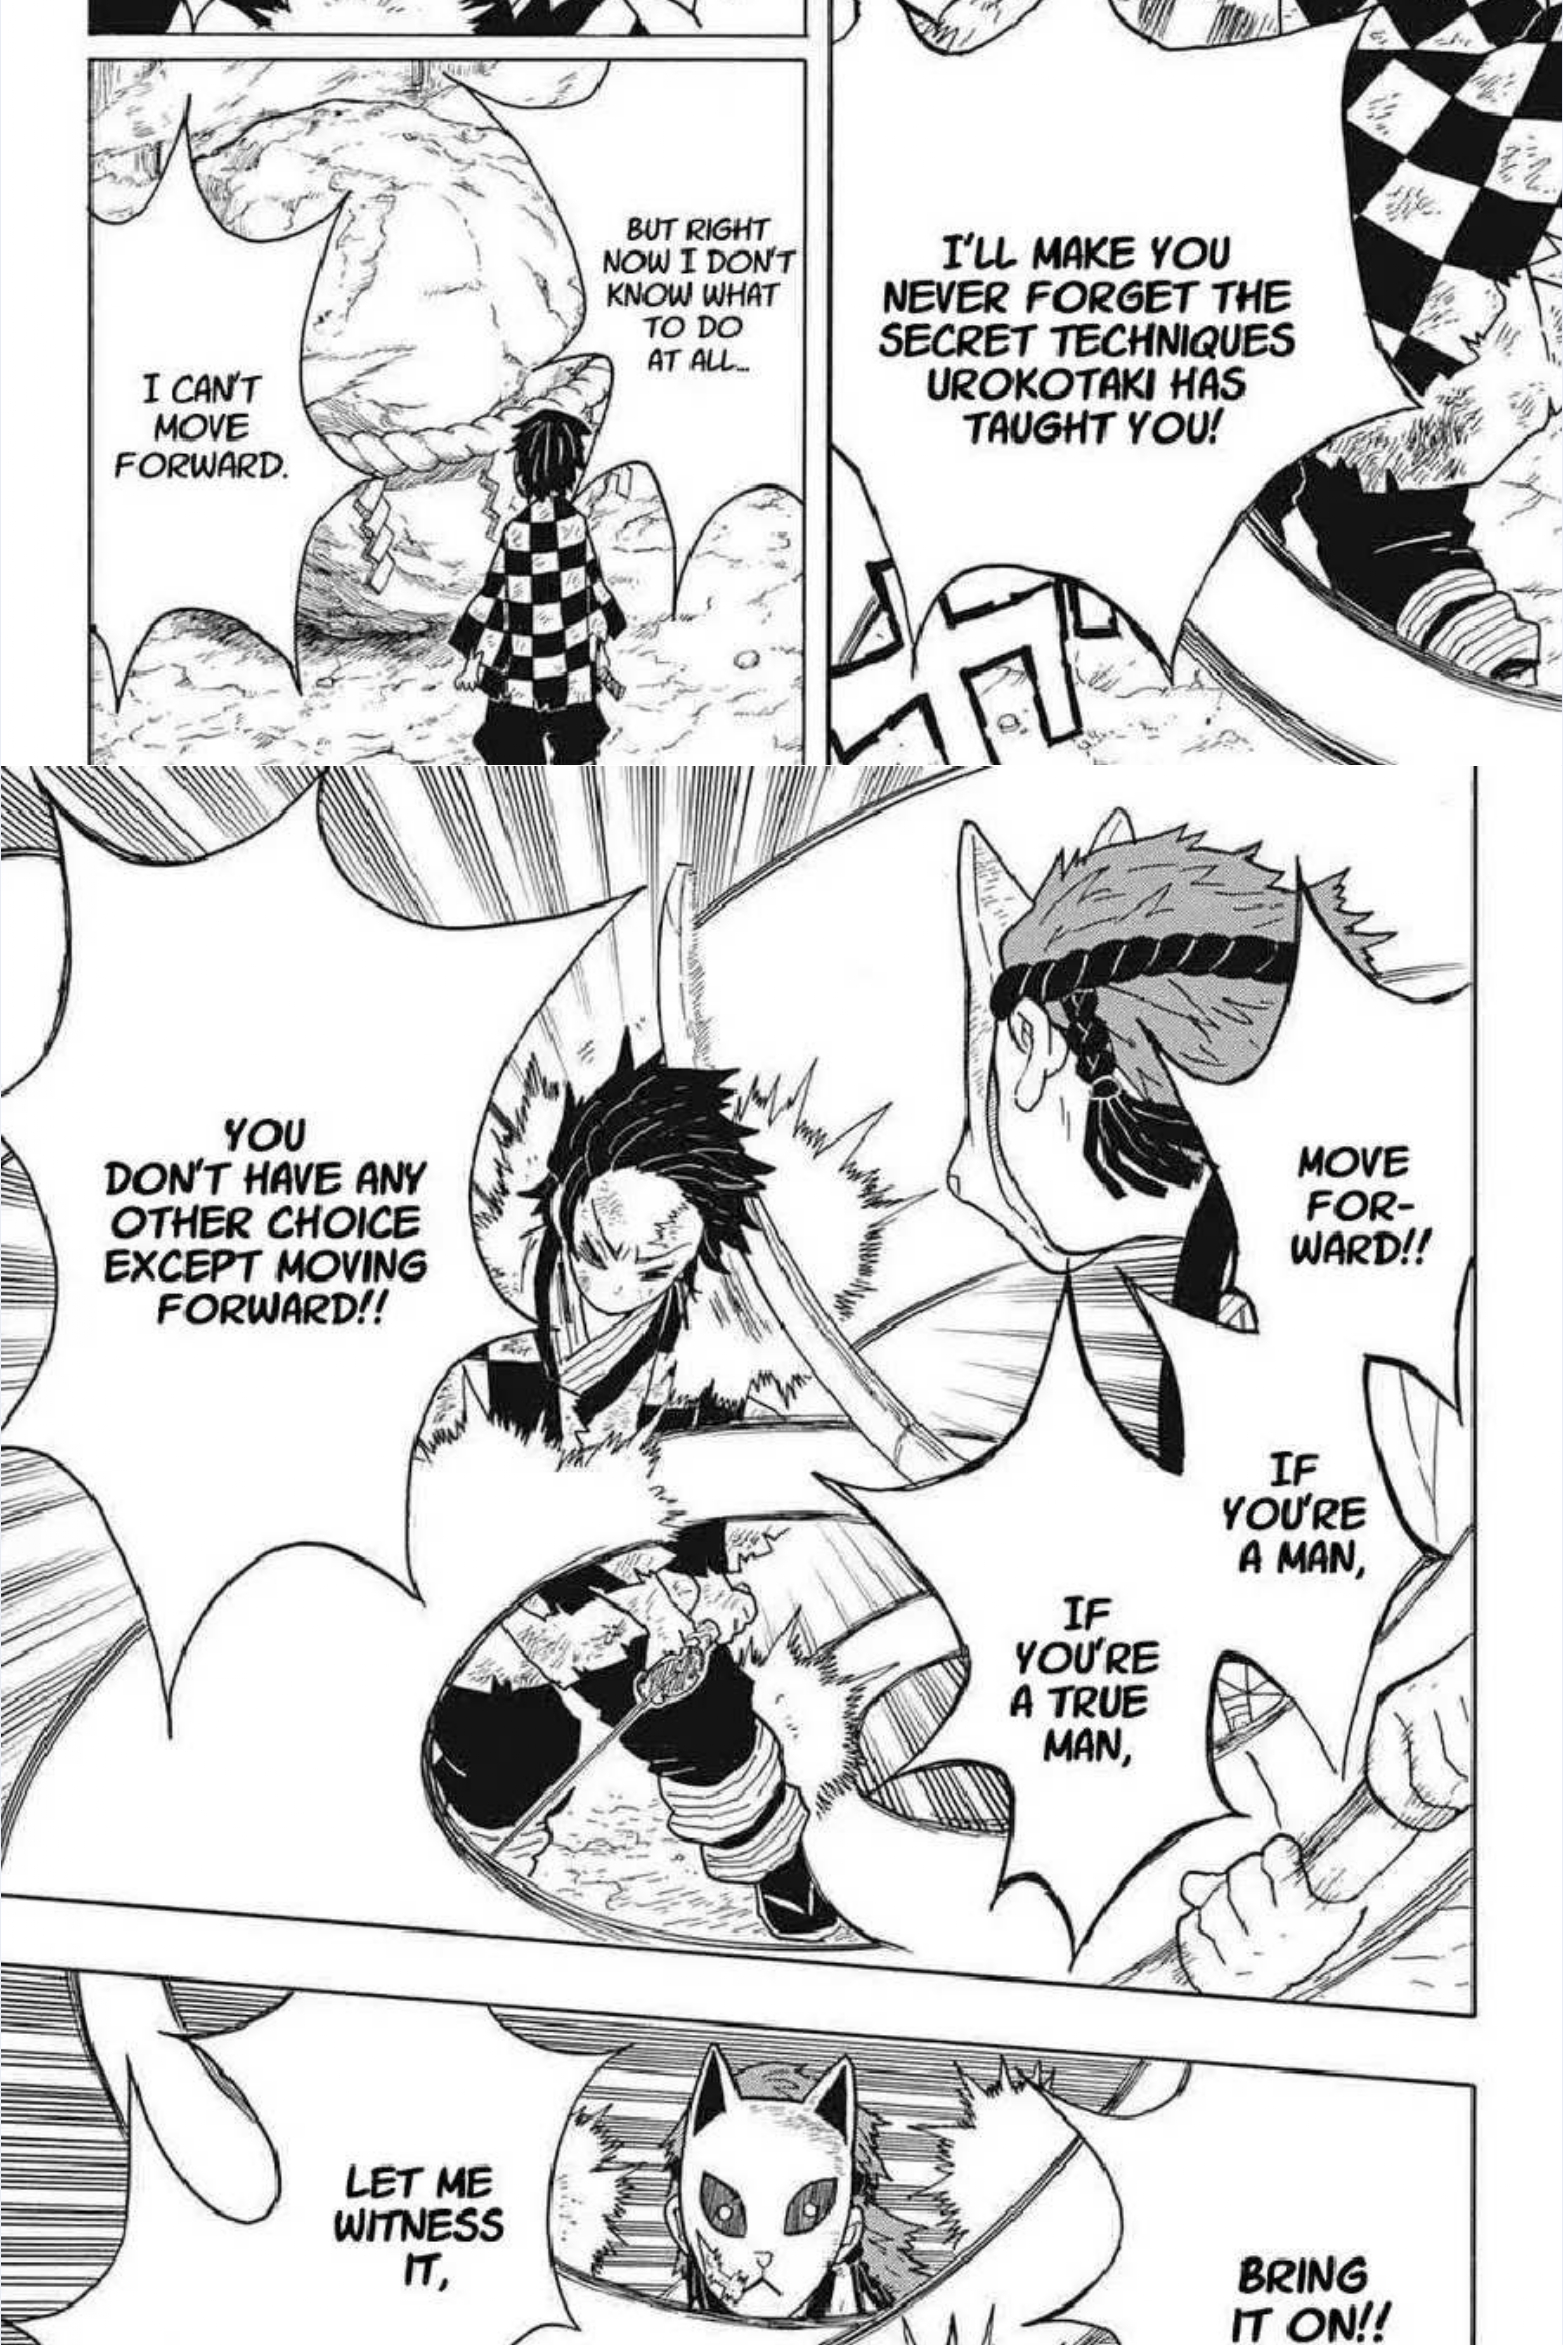 I'LL MAKE YOU
NEVER FORGET THE
SECRET TECHNIQUES
UROKOTAKI HAS
TAUGHT YOU!
BUT RIGHT
NOW I DON'T
KNOW WHAT
TO DO
AT ALL...
I CAN'T
MOVE
FORWARD.
MOVE
FOR-
WARD!!
IF
YOU'RE
A MAN,
IF
YOU'RE
A TRUE
MAN,
YOU
DON'T HAVE ANY
OTHER CHOICE
EXCEPT MOVING
FORWARD!!
BRING
IT ON!!
LET ME
WITNESS
IT,